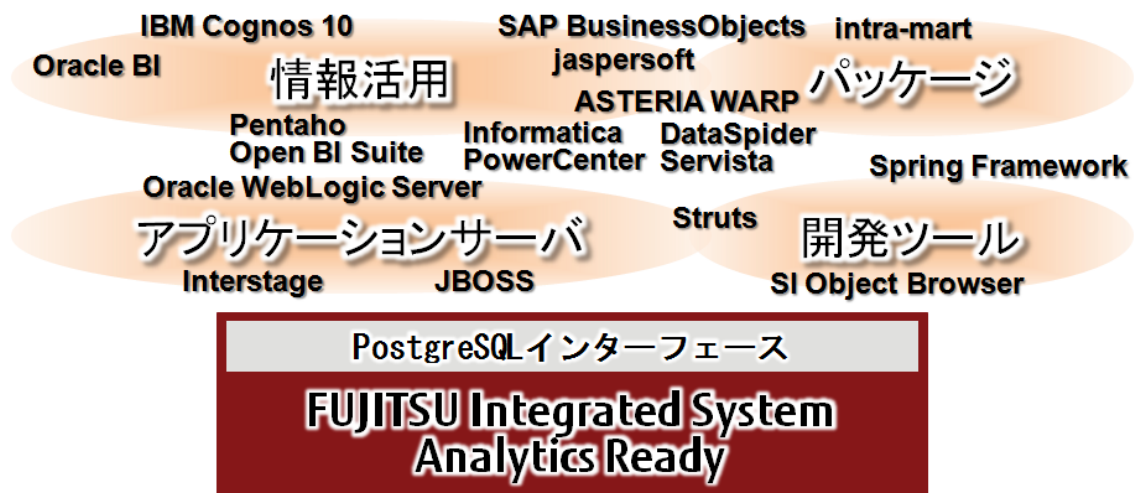 IBM Cognos 10
SAP BusinessObjects
intra-mart
Oracle BI
情報活用
jaspersoft
パッケージ
ASTERIA WARP
Pentaho
Open BI Suite
Informatica
PowerCenter
DataSpider
Servista
Spring Framework
Oracle WebLogic Server
アプリケーションサーバ
Struts
開発ツール
Interstage
JBOSS
SI Object Browser
PostgreSQLインターフェース
FUJITSU Integrated System
Analytics Ready